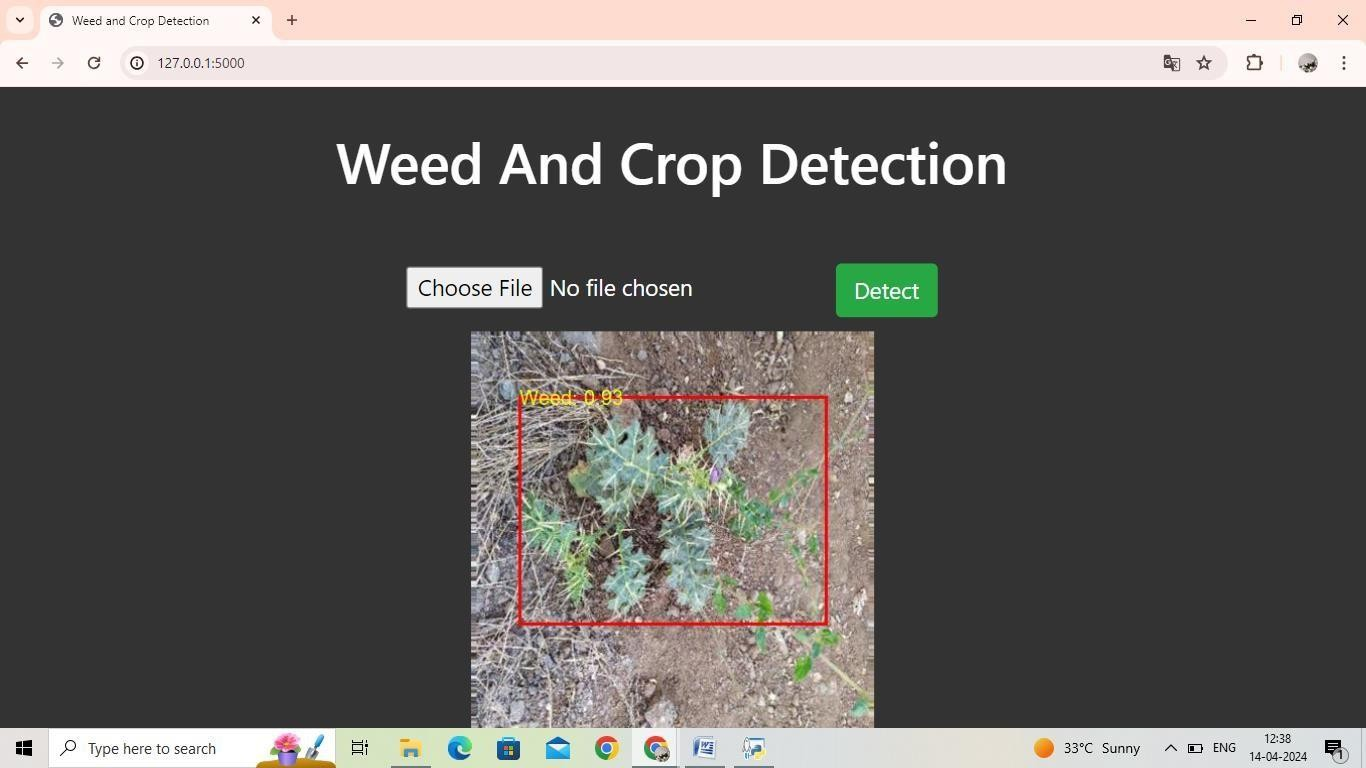 Weed and Crop Detection
127.0.0.1:5000
Weed And Crop Detection
Choose File No file chosen
Detect
Weed: 0.93
Type here to search
33°C Sunny
ENG
12:38
14-04-2024
1